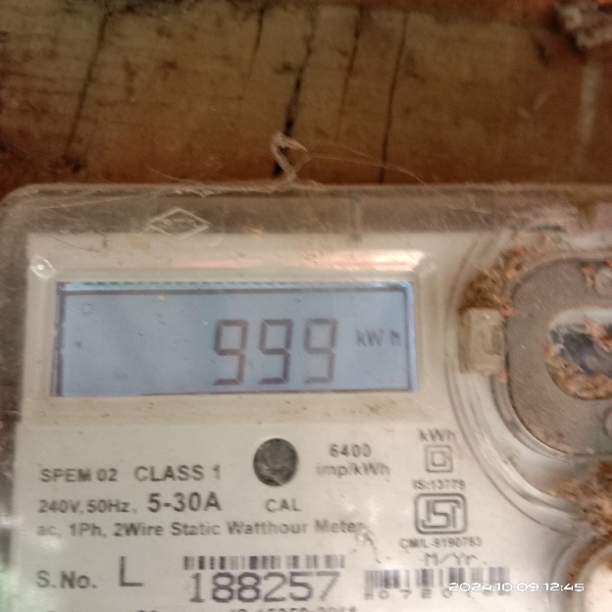 999 kWh
kWh
6400
imp/kWh
SPEM 02 CLASS 1
IS:13779
240V, 50Hz, 5-30A
CAL
ac, 1Ph, 2Wire Static Watthour Meter
CM/L-9190783
M/Yr.
S.No. L 188257
2024.10.09 12:45